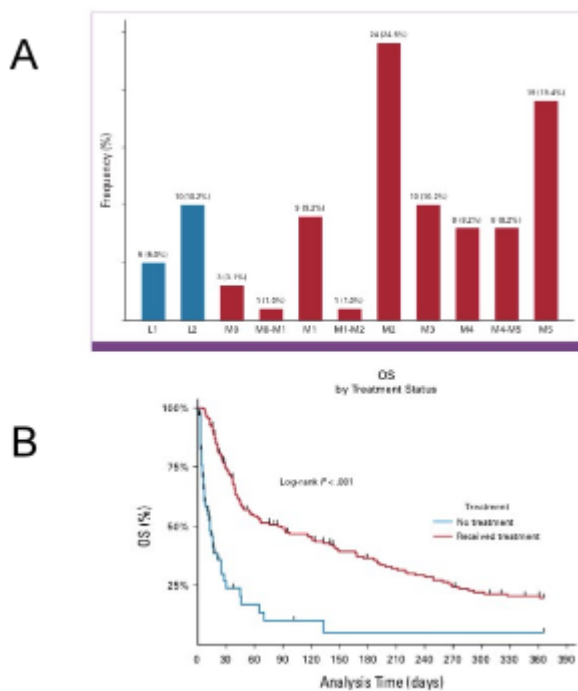 A
Frequency (%)
24 (24.5%)
19 (19.4%)
10 (10.2%)
10 (10.2%)
9 (9.2%)
8 (8.2%)
8 (8.2%)
3 (3.1%)
1 (1.0%)
1 (1.0%)
L1 L2 M0 M0-M1 M1 M1-M2 M2 M3 M4 M4-M5 M5
B
OS
by Treatment Status
100%
75%
50%
25%
OS (%)
Log-rank P < .001
Treatment
No treatment
Received treatment
0 30 60 90 120 150 180 210 240 270 300 330 360 390
Analysis Time (days)